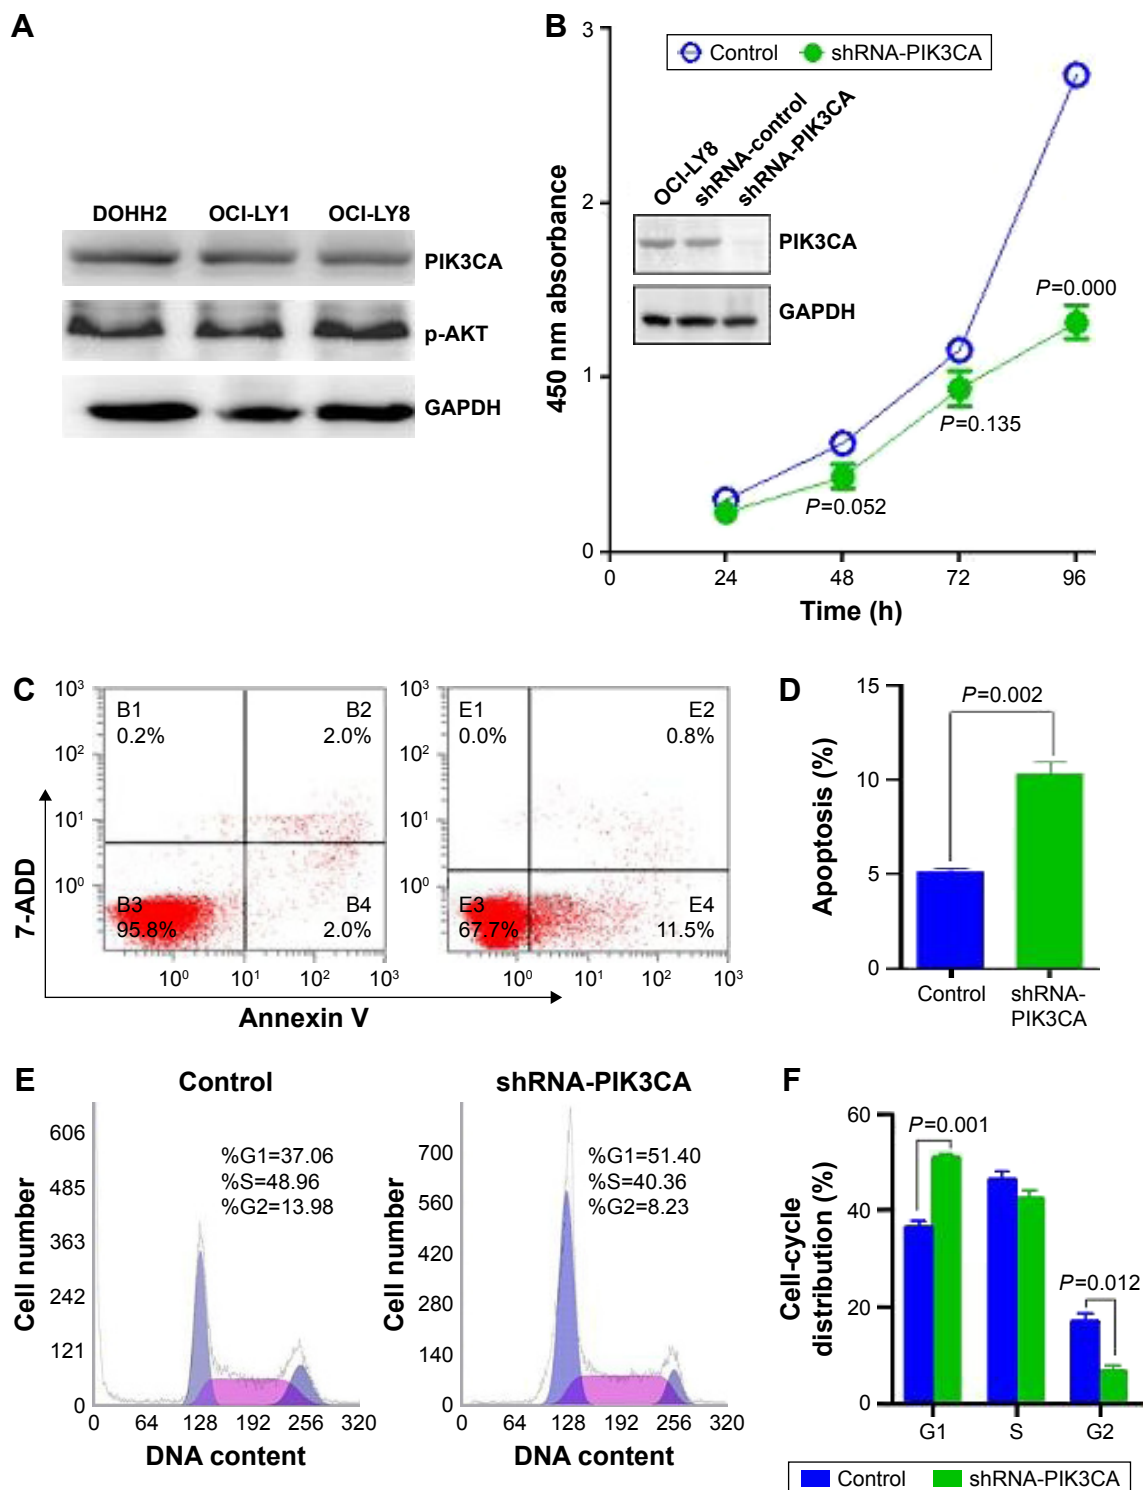 A
DOHH2 OCI-LY1 OCI-LY8
PIK3CA
p-AKT
GAPDH
B
Control shRNA-PIK3CA
OCI-LY8
shRNA-control
shRNA-PIK3CA
PIK3CA
GAPDH
3
2
1
0
450 nm absorbance
P=0.000
P=0.135
P=0.052
0 24 48 72 96
Time (h)
C
10³
10²
10¹
10⁰
B1
0.2%
B2
2.0%
B3
95.8%
B4
2.0%
10⁰ 10¹ 10² 10³
10³
10²
10¹
10⁰
E1
0.0%
E2
0.8%
E3
67.7%
E4
11.5%
10⁰ 10¹ 10² 10³
7-ADD
Annexin V
D
15
10
5
0
Apoptosis (%)
P=0.002
Control
shRNA-
PIK3CA
E
Control
606
485
363
242
121
0
Cell number
%G1=37.06
%S=48.96
%G2=13.98
0 64 128 192 256 320
DNA content
shRNA-PIK3CA
700
560
420
280
140
0
Cell number
%G1=51.40
%S=40.36
%G2=8.23
0 64 128 192 256 320
DNA content
F
60
40
20
0
Cell-cycle
distribution (%)
P=0.001
P=0.012
G1 S G2
Control shRNA-PIK3CA